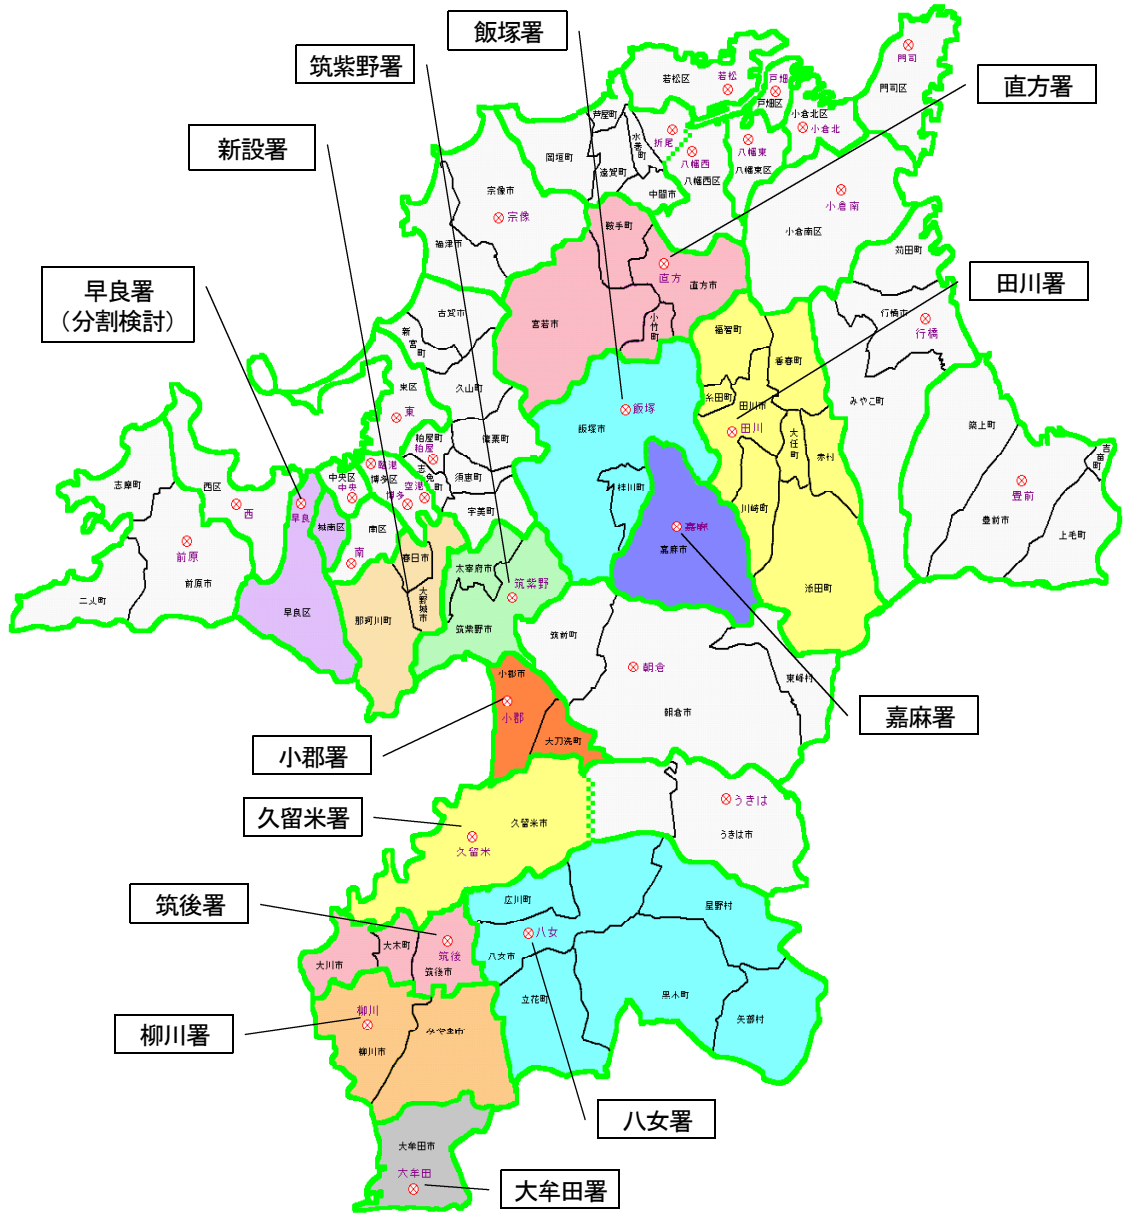 飯塚署
筑紫野署
直方署
新設署
田川署
早良署
（分割検討）
嘉麻署
小郡署
久留米署
筑後署
柳川署
八女署
大牟田署
門司
門司区
若松区
若松
戸畑
戸畑区
小倉北区
小倉北
芦屋町
水巻町
折尾
八幡東
八幡東区
八幡西
八幡西区
岡垣町
遠賀町
中間市
宗像市
宗像
小倉南
小倉南区
福津市
鞍手町
苅田町
直方
直方市
宮若市
小竹町
古賀市
新宮町
福智町
行橋市
行橋
香春町
東区
久山町
糸田町
田川市
みやこ町
東
飯塚
飯塚市
田川
大任町
赤村
築上町
吉富町
粕屋町
粕屋
篠栗町
臨港
志免町
須恵町
中央区
中央
博多区
博多
空港
宇美町
桂川町
川崎町
豊前
豊前市
上毛町
志摩町
西区
西
早良
城南区
南区
南
嘉麻
嘉麻市
前原
前原市
二丈町
春日市
大野城市
太宰府市
筑紫野
筑紫野市
添田町
早良区
那珂川町
筑前町
朝倉
朝倉市
東峰村
小郡市
小郡
大刀洗町
うきは
うきは市
久留米市
久留米
広川町
星野村
八女
八女市
大川市
大木町
筑後
筑後市
立花町
黒木町
矢部村
柳川
柳川市
みやま市
大牟田市
大牟田